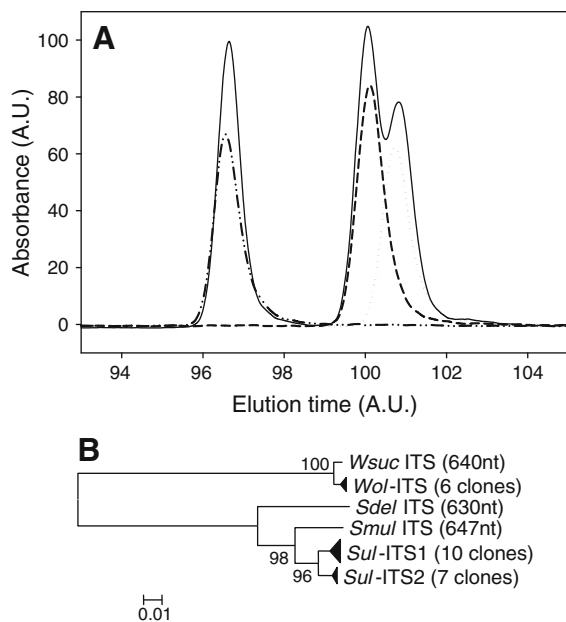 A
Absorbance (A.U.)
100
80
60
40
20
0
94 96 98 100 102 104
Elution time (A.U.)
B
100
Wsuc ITS (640nt)
Wol-ITS (6 clones)
Sdel ITS (630nt)
Smul ITS (647nt)
98
Sul-ITS1 (10 clones)
96
Sul-ITS2 (7 clones)
0.01